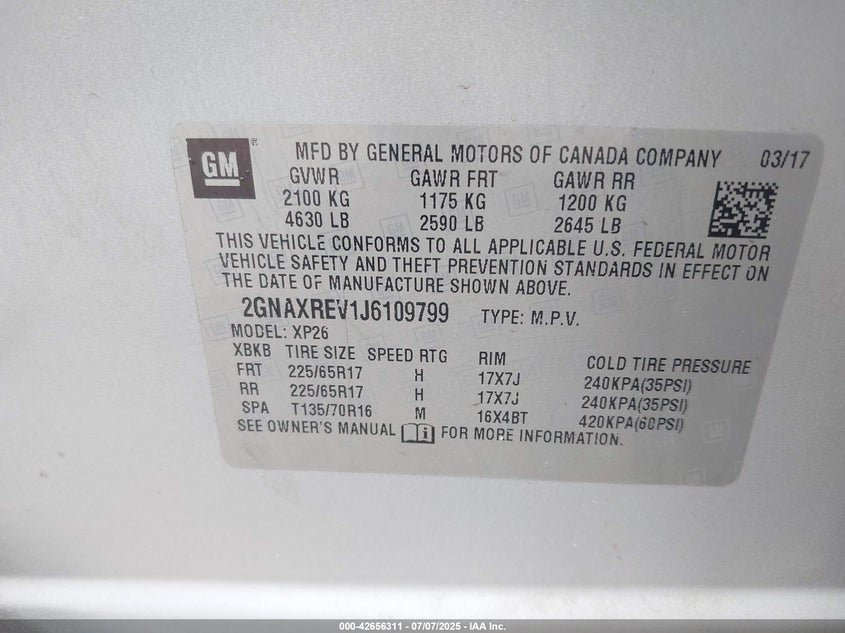 GM ®
MFD BY GENERAL MOTORS OF CANADA COMPANY 03/17
GVWR GAWR FRT GAWR RR
2100 KG 1175 KG 1200 KG
4630 LB 2590 LB 2645 LB
THIS VEHICLE CONFORMS TO ALL APPLICABLE U.S. FEDERAL MOTOR
VEHICLE SAFETY AND THEFT PREVENTION STANDARDS IN EFFECT ON
THE DATE OF MANUFACTURE SHOWN ABOVE.
2GNAXREV1J6109799 TYPE: M.P.V.
MODEL: XP26
XBKB TIRE SIZE SPEED RTG RIM COLD TIRE PRESSURE
FRT 225/65R17 H 17X7J 240KPA(35PSI)
RR 225/65R17 H 17X7J 240KPA(35PSI)
SPA T135/70R16 M 16X4BT 420KPA(60PSI)
SEE OWNER'S MANUAL i FOR MORE INFORMATION.
000-42656311 - 07/07/2025 - IAA Inc.